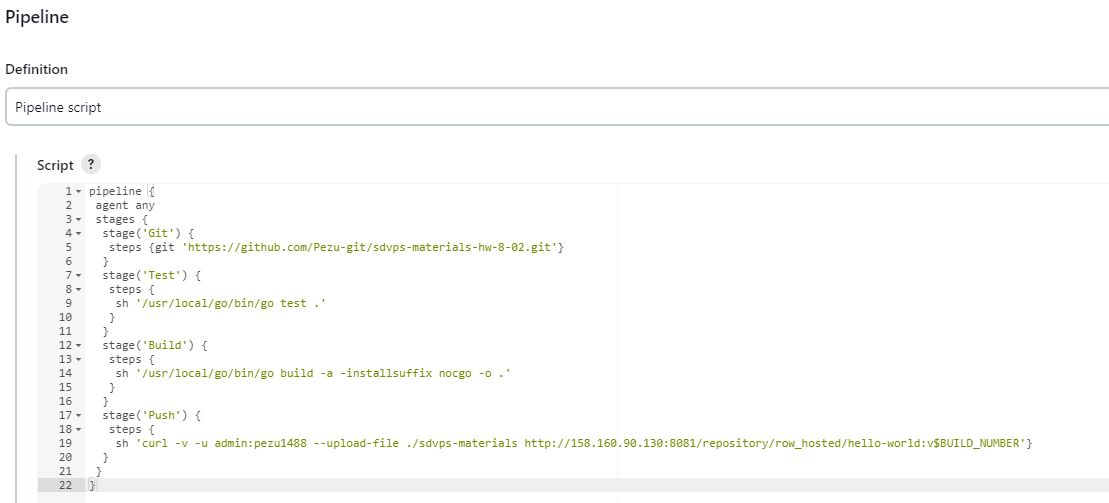 Pipeline
Definition
Pipeline script
Script ?
1 pipeline {
2 agent any
3 stages {
4 stage('Git') {
5 steps {git 'https://github.com/Pezu-git/sdvps-materials-hw-8-02.git'}
6 }
7 stage('Test') {
8 steps {
9 sh '/usr/local/go/bin/go test .'
10 }
11 }
12 stage('Build') {
13 steps {
14 sh '/usr/local/go/bin/go build -a -installsuffix nocgo -o .'
15 }
16 }
17 stage('Push') {
18 steps {
19 sh 'curl -v -u admin:pezu1488 --upload-file ./sdvps-materials http://158.160.90.130:8081/repository/row_hosted/hello-world:v$BUILD_NUMBER'}
20 }
21 }
22 }